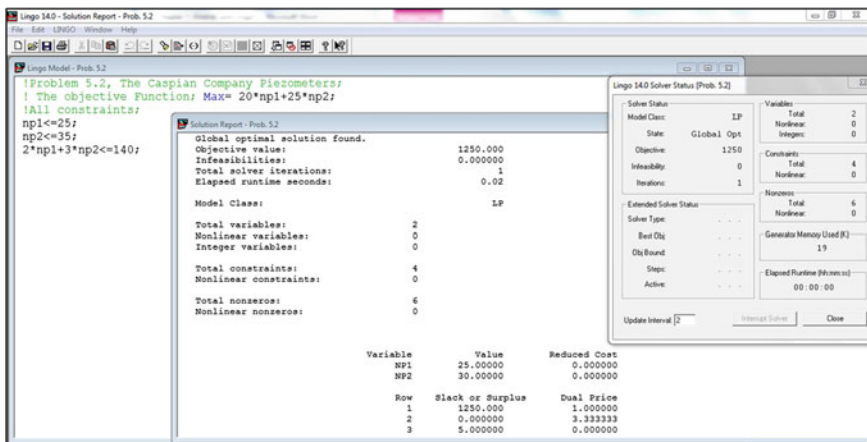 Lingo 14.0 - Solution Report - Prob. 5.2
File Edit LINGO Window Help
Lingo Model - Prob. 5.2
!Problem 5.2, The Caspian Company Piezometers;
! The objective Function; Max= 20*np1+25*np2;
!All constraints;
np1<=25;
np2<=35;
2*np1+3*np2<=140;
Solution Report - Prob. 5.2
Global optimal solution found.
Objective value: 1250.000
Infeasibilities: 0.000000
Total solver iterations: 1
Elapsed runtime seconds: 0.02
Model Class: LP
Total variables: 2
Nonlinear variables: 0
Integer variables: 0
Total constraints: 4
Nonlinear constraints: 0
Total nonzeros: 6
Nonlinear nonzeros: 0
Variable Value Reduced Cost
NP1 25.00000 0.000000
NP2 30.00000 0.000000
Row Slack or Surplus Dual Price
1 1250.000 1.000000
2 0.000000 3.333333
3 5.000000 0.000000
Lingo 14.0 Solver Status [Prob. 5.2]
Solver Status
Model Class: LP
State: Global Opt
Objective: 1250
Infeasibility: 0
Iterations: 1
Extended Solver Status
Solver Type: . . .
Best Obj: . . .
Obj Bound: . . .
Steps: . . .
Active: . . .
Variables
Total: 2
Nonlinear: 0
Integers: 0
Constraints
Total: 4
Nonlinear: 0
Nonzeros
Total: 6
Nonlinear: 0
Generator Memory Used (K)
19
Elapsed Runtime (hh:mm:ss)
00:00:00
Update Interval: 2
Interrupt Solver
Close